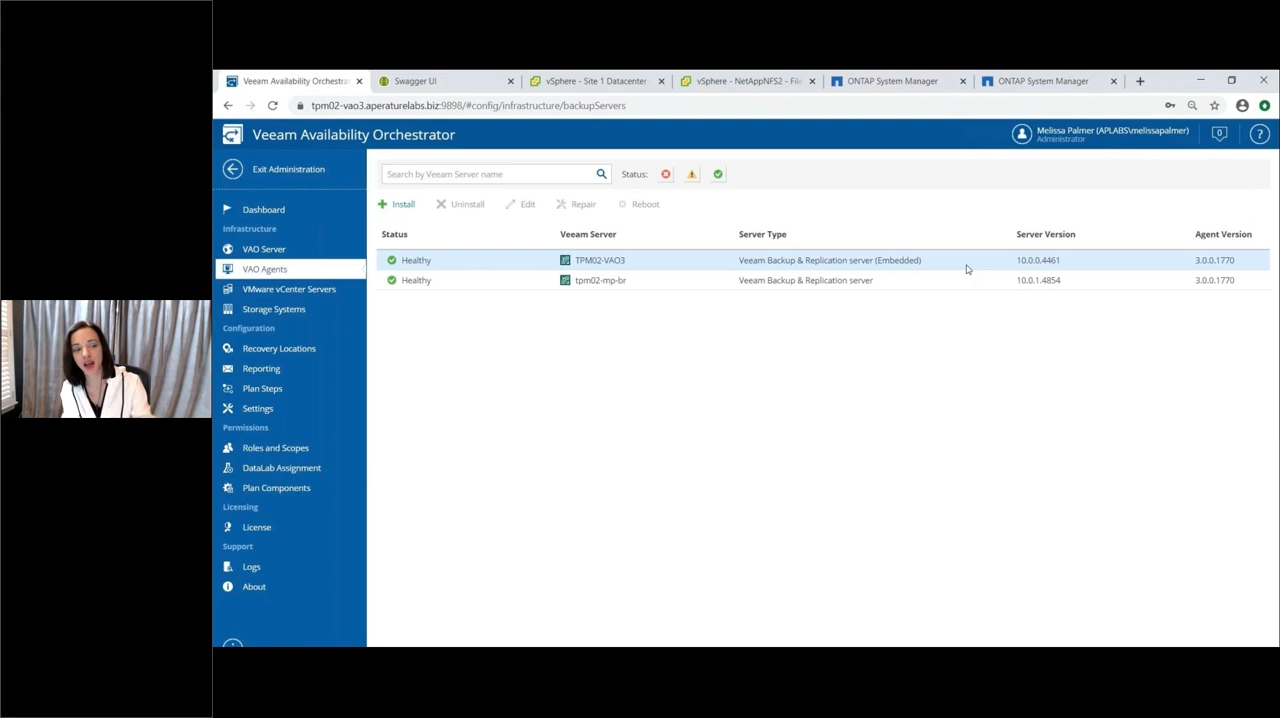 Veeam Availability Orchestra
Swagger UI
vSphere - Site 1 Datacenter
vSphere - NetAppNFS2 - File
ONTAP System Manager
ONTAP System Manager
tpm02-vao3.aperaturelabs.biz:9898/#config/infrastructure/backupServers
Veeam Availability Orchestrator
Melissa Palmer (APLABS\melissapalmer)
Administrator
0
?
Exit Administration
Dashboard
Infrastructure
VAO Server
VAO Agents
VMware vCenter Servers
Storage Systems
Configuration
Recovery Locations
Reporting
Plan Steps
Settings
Permissions
Roles and Scopes
DataLab Assignment
Plan Components
Licensing
License
Support
Logs
About
Search by Veeam Server name
Status:
Install
Uninstall
Edit
Repair
Reboot
Status Veeam Server Server Type Server Version Agent Version
Healthy TPM02-VAO3 Veeam Backup & Replication server (Embedded) 10.0.0.4461 3.0.0.1770
Healthy tpm02-mp-br Veeam Backup & Replication server 10.0.1.4854 3.0.0.1770